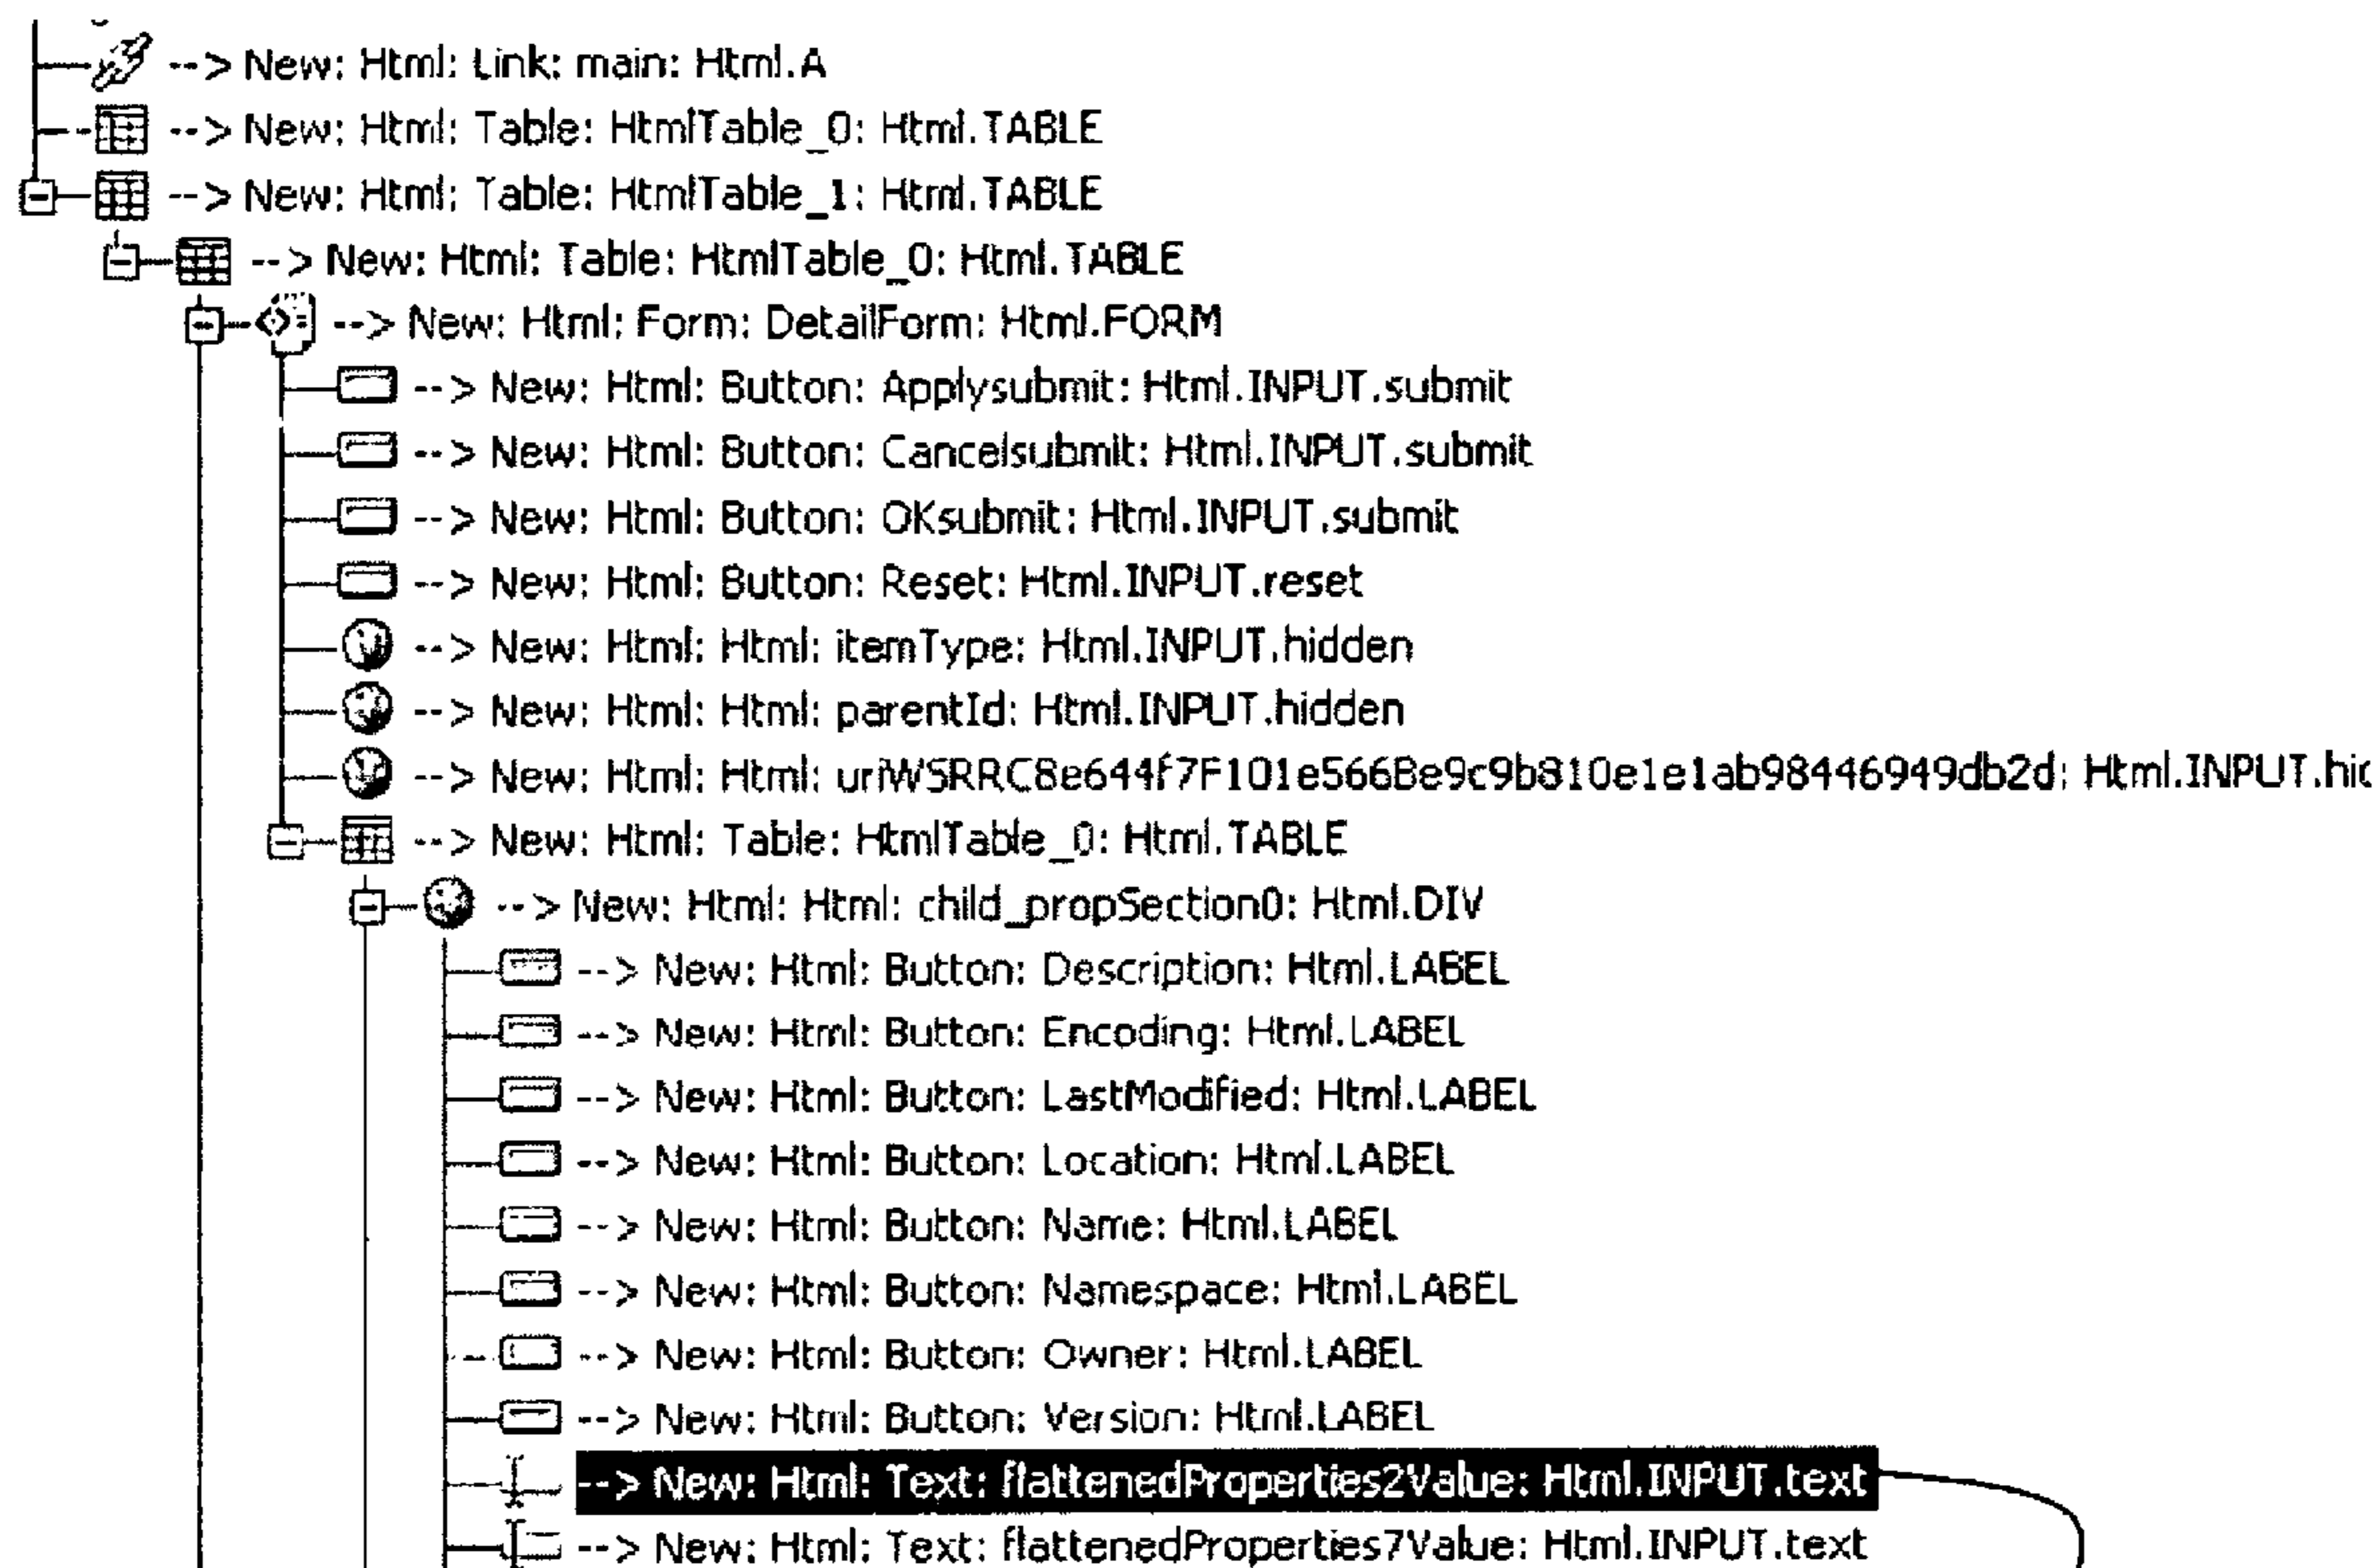 --> New: Html: Link: main: Html.A
--> New: Html: Table: HtmlTable_0: Html.TABLE
--> New: Html: Table: HtmlTable_1: Html.TABLE
--> New: Html: Table: HtmlTable_0: Html.TABLE
--> New: Html: Form: DetailForm: Html.FORM
--> New: Html: Button: Applysubmit: Html.INPUT.submit
--> New: Html: Button: Cancelsubmit: Html.INPUT.submit
--> New: Html: Button: OKsubmit: Html.INPUT.submit
--> New: Html: Button: Reset: Html.INPUT.reset
--> New: Html: Html: itemType: Html.INPUT.hidden
--> New: Html: Html: parentId: Html.INPUT.hidden
--> New: Html: Html: uriWSRRC8e644f7F101e5668e9c9b810e1e1ab98446949db2d: Html.INPUT.hid
--> New: Html: Table: HtmlTable_0: Html.TABLE
--> New: Html: Html: child_propSection0: Html.DIV
--> New: Html: Button: Description: Html.LABEL
--> New: Html: Button: Encoding: Html.LABEL
--> New: Html: Button: LastModified: Html.LABEL
--> New: Html: Button: Location: Html.LABEL
--> New: Html: Button: Name: Html.LABEL
--> New: Html: Button: Namespace: Html.LABEL
--> New: Html: Button: Owner: Html.LABEL
--> New: Html: Button: Version: Html.LABEL
--> New: Html: Text: flattenedProperties2Value: Html.INPUT.text
--> New: Html: Text: flattenedProperties7Value: Html.INPUT.text